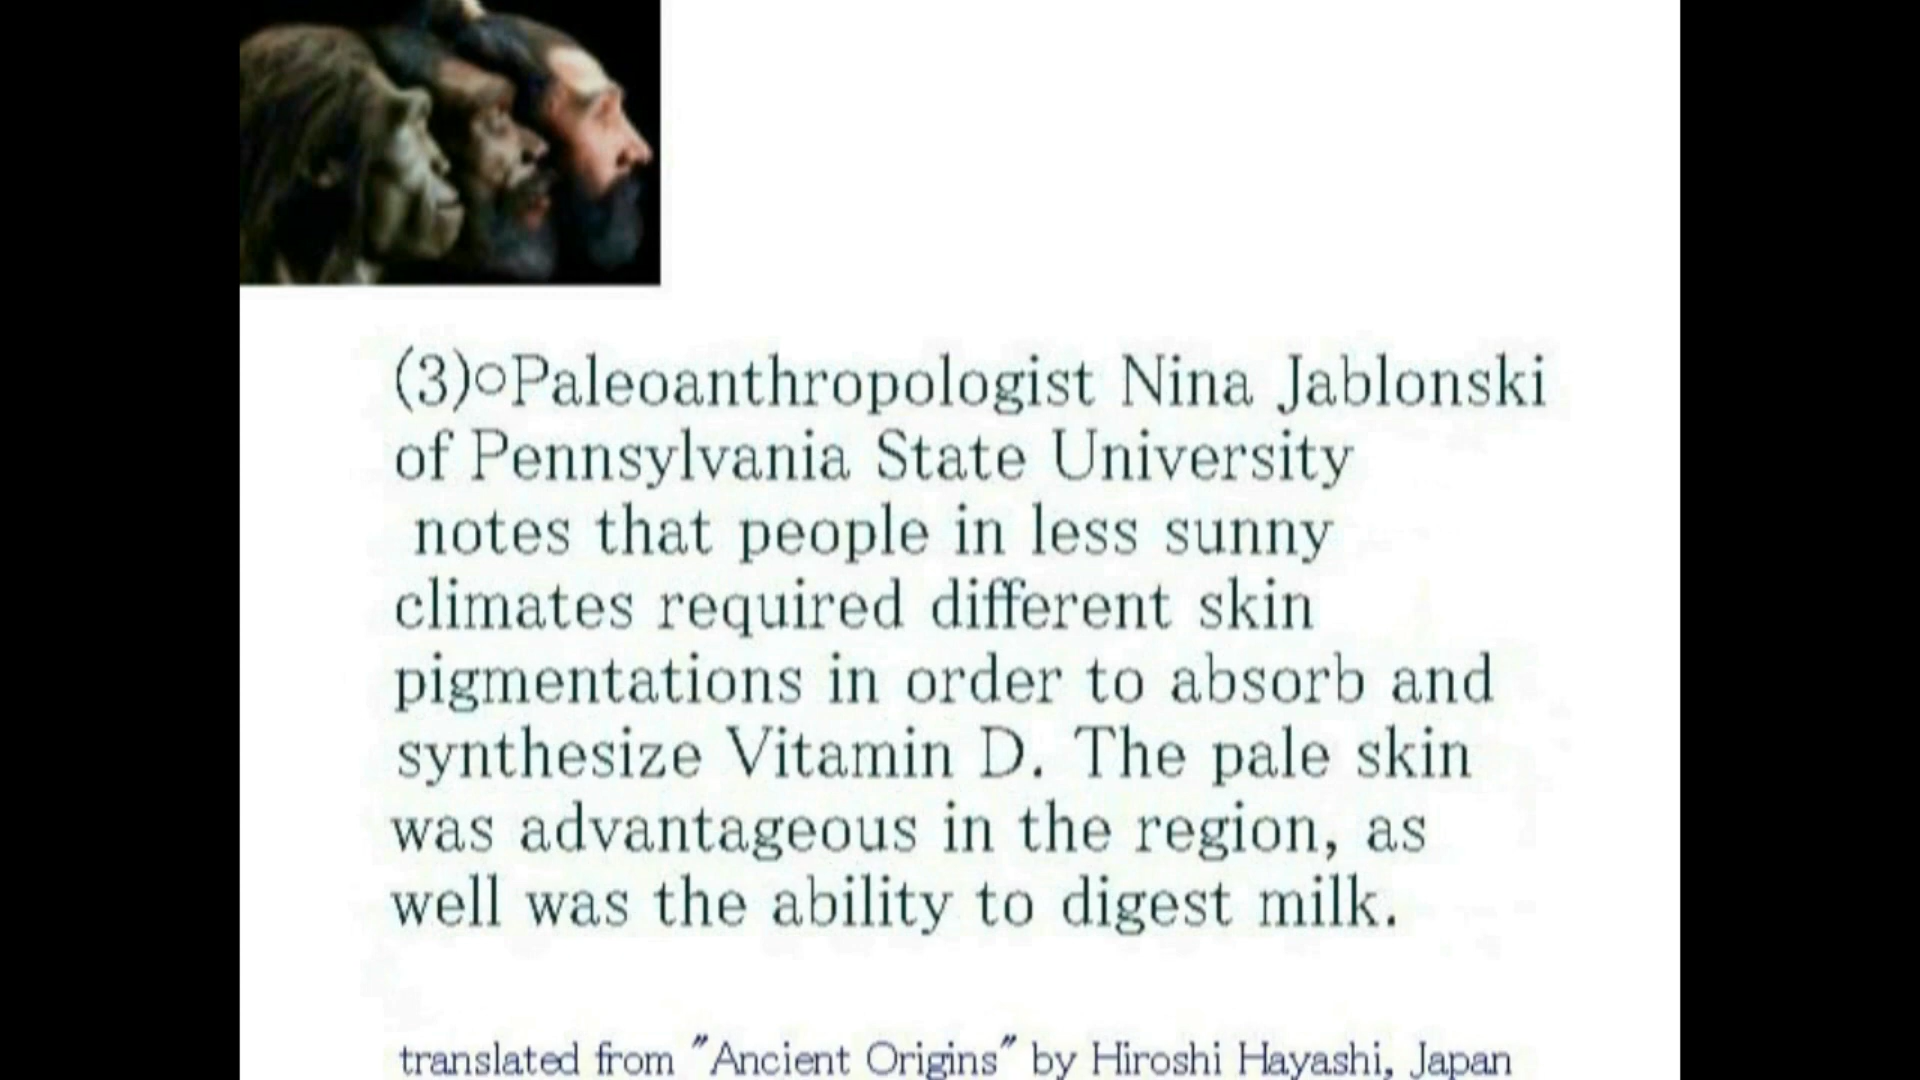 (3)○Paleoanthropologist Nina Jablonski
of Pennsylvania State University
notes that people in less sunny
climates required different skin
pigmentations in order to absorb and
synthesize Vitamin D. The pale skin
was advantageous in the region, as
well was the ability to digest milk.
translated from "Ancient Origins" by Hiroshi Hayashi, Japan